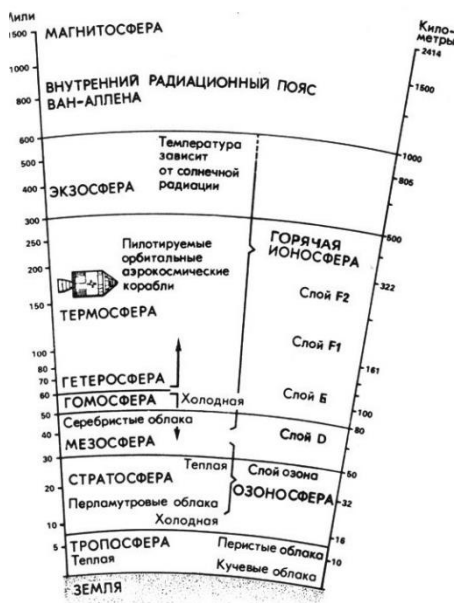 Мили
Кило-
метры
1500
МАГНИТОСФЕРА
2414
1000
ВНУТРЕННИЙ РАДИАЦИОННЫЙ ПОЯС
ВАН-АЛЛЕНА
1500
800
600
Температура
зависит
от солнечной
радиации
1000
500
400
ЭКЗОСФЕРА
805
300
500
250
ГОРЯЧАЯ
ИОНОСФЕРА
Пилотируемые
орбитальные
аэрокосмические
корабли
200
322
Слой F2
150
ТЕРМОСФЕРА
Слой F1
100
161
80
70
ГЕТЕРОСФЕРА
60
ГОМОСФЕРА
Холодная
Слой Б
100
50
Серебристые облака
80
40
МЕЗОСФЕРА
Слой D
30
Теплая
Слой озона
50
СТРАТОСФЕРА
ОЗОНОСФЕРА
20
Перламутровые облака
32
10
Холодная
16
5
ТРОПОСФЕРА
Перистые облака
10
Теплая
Кучевые облака
ЗЕМЛЯ